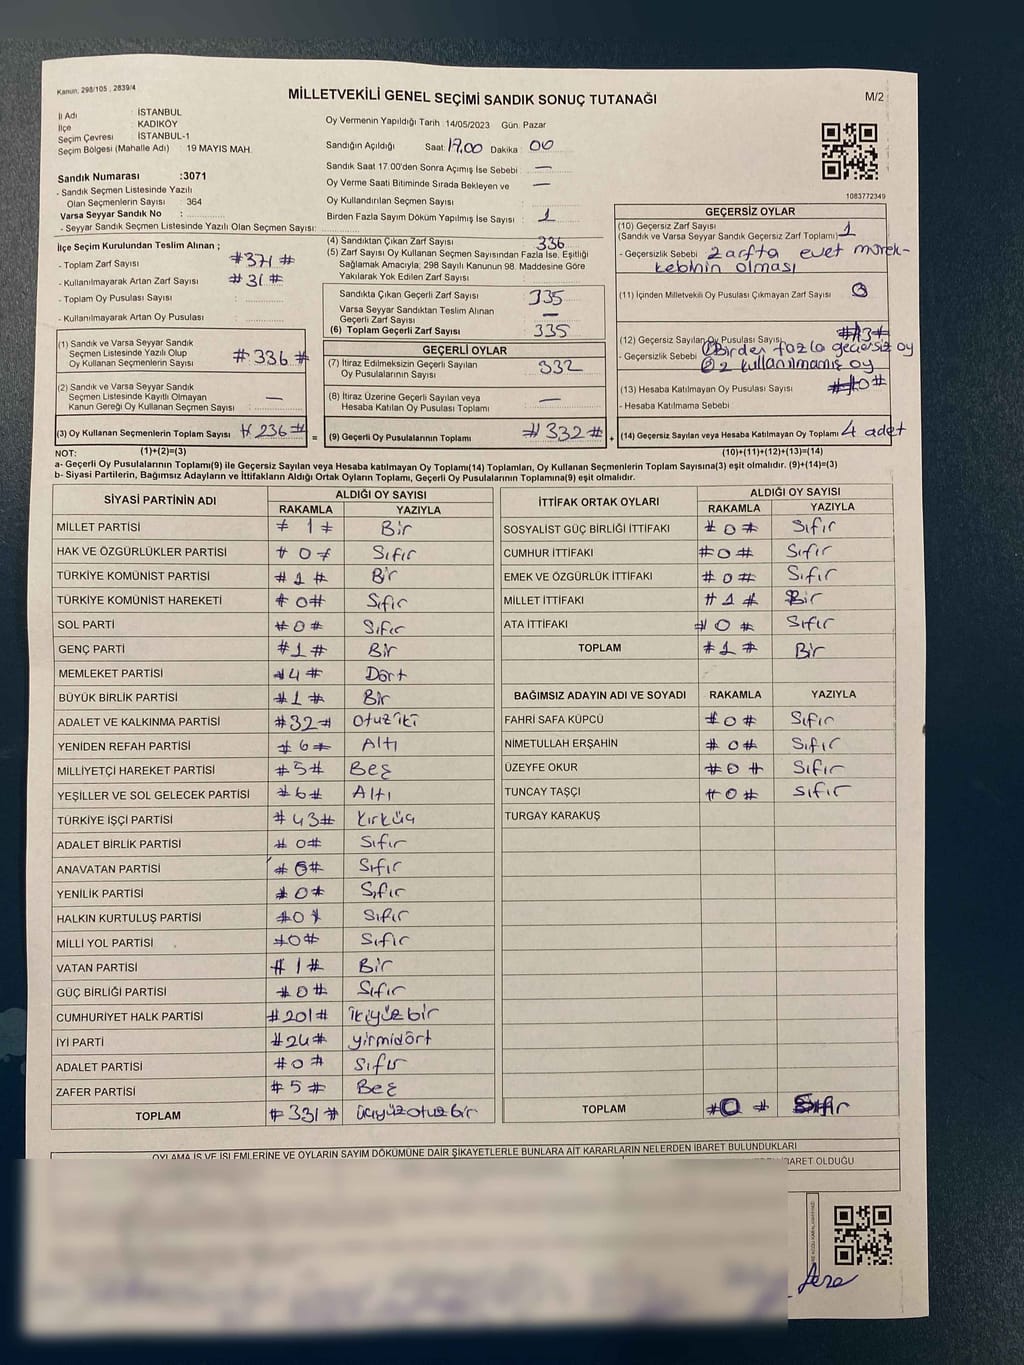 Kanun, 298/105 , 2839/4
MİLLETVEKİLİ GENEL SEÇİMİ SANDIK SONUÇ TUTANAĞI
M/2
İl Adı : İSTANBUL
İlçe : KADIKÖY
Seçim Çevresi : İSTANBUL-1
Seçim Bölgesi (Mahalle Adı) 19 MAYIS MAH.
Sandık Numarası :3071
- Sandık Seçmen Listesinde Yazılı
Olan Seçmenlerin Sayısı 364
Varsa Seyyar Sandık No :
- Seyyar Sandık Seçmen Listesinde Yazılı Olan Seçmen Sayısı:
Oy Vermenin Yapıldığı Tarih :14/05/2023 Gün: Pazar
Sandığın Açıldığı Saat: 17.00 Dakika : 00
Sandık Saat 17:00'den Sonra Açımış İse Sebebi : —
Oy Verme Saati Bitiminde Sırada Bekleyen ve —
Oy Kullandırılan Seçmen Sayısı :
Birden Fazla Sayım Döküm Yapılmış İse Sayısı : 1
1083772349
İlçe Seçim Kurulundan Teslim Alınan ;
- Toplam Zarf Sayısı : #371 #
- Kullanılmayarak Artan Zarf Sayısı : #31#
- Toplam Oy Pusulası Sayısı :
- Kullanılmayarak Artan Oy Pusulası :
(4) Sandıktan Çıkan Zarf Sayısı : 336
(5) Zarf Sayısı Oy Kullanan Seçmen Sayısından Fazla İse, Eşitliği
Sağlamak Amacıyla; 298 Sayılı Kanunun 98. Maddesine Göre
Yakılarak Yok Edilen Zarf Sayısı :
Sandıkta Çıkan Geçerli Zarf Sayısı : 335
Varsa Seyyar Sandıktan Teslim Alınan
Geçerli Zarf Sayısı : —
(6) Toplam Geçerli Zarf Sayısı : 335
GEÇERSİZ OYLAR
(10) Geçersiz Zarf Sayısı
(Sandık ve Varsa Seyyar Sandık Geçersiz Zarf Toplamı) : 1
- Geçersizlik Sebebi : 2 arfta evet mürek-
kebinin olması
(11) İçinden Milletvekili Oy Pusulası Çıkmayan Zarf Sayısı : 0
(12) Geçersiz Sayılan Oy Pusulası Sayısı : #3#
- Geçersizlik Sebebi : ① Birden fazla geçersiz oy
② 2 kullanılmamış oy
(13) Hesaba Katılmayan Oy Pusulası Sayısı : #0#
- Hesaba Katılmama Sebebi :
(14) Geçersiz Sayılan veya Hesaba Katılmayan Oy Toplamı : 4 adet
(1) Sandık ve Varsa Seyyar Sandık
Seçmen Listesinde Yazılı Olup
Oy Kullanan Seçmenlerin Sayısı : #336 #
(2) Sandık ve Varsa Seyyar Sandık
Seçmen Listesinde Kayıtlı Olmayan
Kanun Gereği Oy Kullanan Seçmen Sayısı : —
(3) Oy Kullanan Seçmenlerin Toplam Sayısı : #236#
GEÇERLİ OYLAR
(7) İtiraz Edilmeksizin Geçerli Sayılan
Oy Pusulalarının Sayısı : 332
(8) İtiraz Üzerine Geçerli Sayılan veya
Hesaba Katılan Oy Pusulası Toplamı : —
= (9) Geçerli Oy Pusulalarının Toplamı : #332# +
NOT: (1)+(2)=(3) (10)+(11)+(12)+(13)=(14)
a- Geçerli Oy Pusulalarının Toplamı(9) ile Geçersiz Sayılan veya Hesaba katılmayan Oy Toplamı(14) Toplamları, Oy Kullanan Seçmenlerin Toplam Sayısına(3) eşit olmalıdır. (9)+(14)=(3)
b- Siyasi Partilerin, Bağımsız Adayların ve İttifakların Aldığı Ortak Oyların Toplamı, Geçerli Oy Pusulalarının Toplamına(9) eşit olmalıdır.
SİYASİ PARTİNİN ADI ALDIĞI OY SAYISI
RAKAMLA YAZIYLA
MİLLET PARTİSİ # 1 # Bir
HAK VE ÖZGÜRLÜKLER PARTİSİ # 0 # Sıfır
TÜRKİYE KOMÜNİST PARTİSİ # 1 # Bir
TÜRKİYE KOMÜNİST HAREKETİ # 0# Sıfır
SOL PARTİ #0# Sıfır
GENÇ PARTİ #1# Bir
MEMLEKET PARTİSİ #4# Dört
BÜYÜK BİRLİK PARTİSİ #1# Bir
ADALET VE KALKINMA PARTİSİ #32# Otuziki
YENİDEN REFAH PARTİSİ #6# Altı
MİLLİYETÇİ HAREKET PARTİSİ #5# Beş
YEŞİLLER VE SOL GELECEK PARTİSİ #6# Altı
TÜRKİYE İŞÇİ PARTİSİ #43# Kırküç
ADALET BİRLİK PARTİSİ #0# Sıfır
ANAVATAN PARTİSİ #0# Sıfır
YENİLİK PARTİSİ #0# Sıfır
HALKIN KURTULUŞ PARTİSİ #0# Sıfır
MİLLİ YOL PARTİSİ #0# Sıfır
VATAN PARTİSİ # 1 # Bir
GÜÇ BİRLİĞİ PARTİSİ #0# Sıfır
CUMHURİYET HALK PARTİSİ #201# İkiyüzbir
İYİ PARTİ #24# yirmidört
ADALET PARTİSİ #0# Sıfır
ZAFER PARTİSİ #5# Beş
TOPLAM #331# üçyüzotuzbir
İTTİFAK ORTAK OYLARI ALDIĞI OY SAYISI
RAKAMLA YAZIYLA
SOSYALİST GÜÇ BİRLİĞİ İTTİFAKI #0# Sıfır
CUMHUR İTTİFAKI #0# Sıfır
EMEK VE ÖZGÜRLÜK İTTİFAKI #0# Sıfır
MİLLET İTTİFAKI #1# Bir
ATA İTTİFAKI #0# Sıfır
TOPLAM #1# Bir
BAĞIMSIZ ADAYIN ADI VE SOYADI RAKAMLA YAZIYLA
FAHRİ SAFA KÜPCÜ #0# Sıfır
NİMETULLAH ERŞAHİN #0# Sıfır
ÜZEYFE OKUR #0# Sıfır
TUNCAY TAŞÇI #0# Sıfır
TURGAY KARAKUŞ
TOPLAM #0# Sıfır
OYLAMA İŞ VE İŞLEMLERİNE VE OYLARIN SAYIM DÖKÜMÜNE DAİR ŞİKAYETLERLE BUNLARA AİT KARARLARIN NELERDEN İBARET BULUNDUKLARI
İBARET OLDUĞU